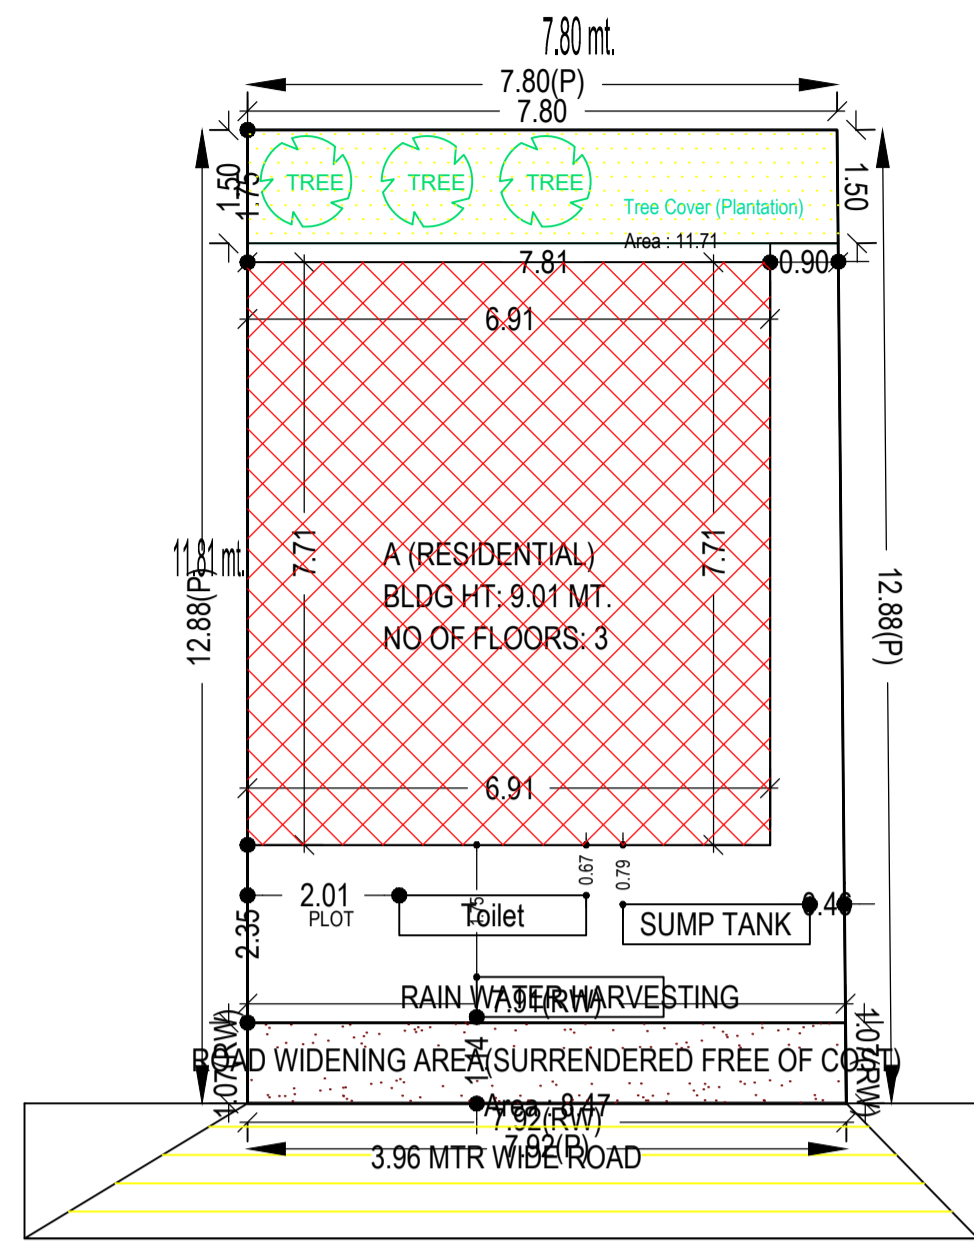 7.80 mt.
7.80(P)
7.80
1.50
1.75
1.50
TREE
TREE
TREE
Tree Cover (Plantation)
Area : 11.71
7.81
0.90
6.91
11.81 mt.
12.88(P)
7.71
7.71
12.88(P)
A (RESIDENTIAL)
BLDG HT: 9.01 MT.
NO OF FLOORS: 3
6.91
0.67
0.79
2.01
PLOT
2.35
Toilet
SUMP TANK
RAIN WATER HARVESTING
7.91(RW)
1.07(RW)
1.07(RW)
ROAD WIDENING AREA(SURRENDERED FREE OF COST)
Area : 8.47
7.92(RW)
7.92(P)
3.96 MTR WIDE ROAD